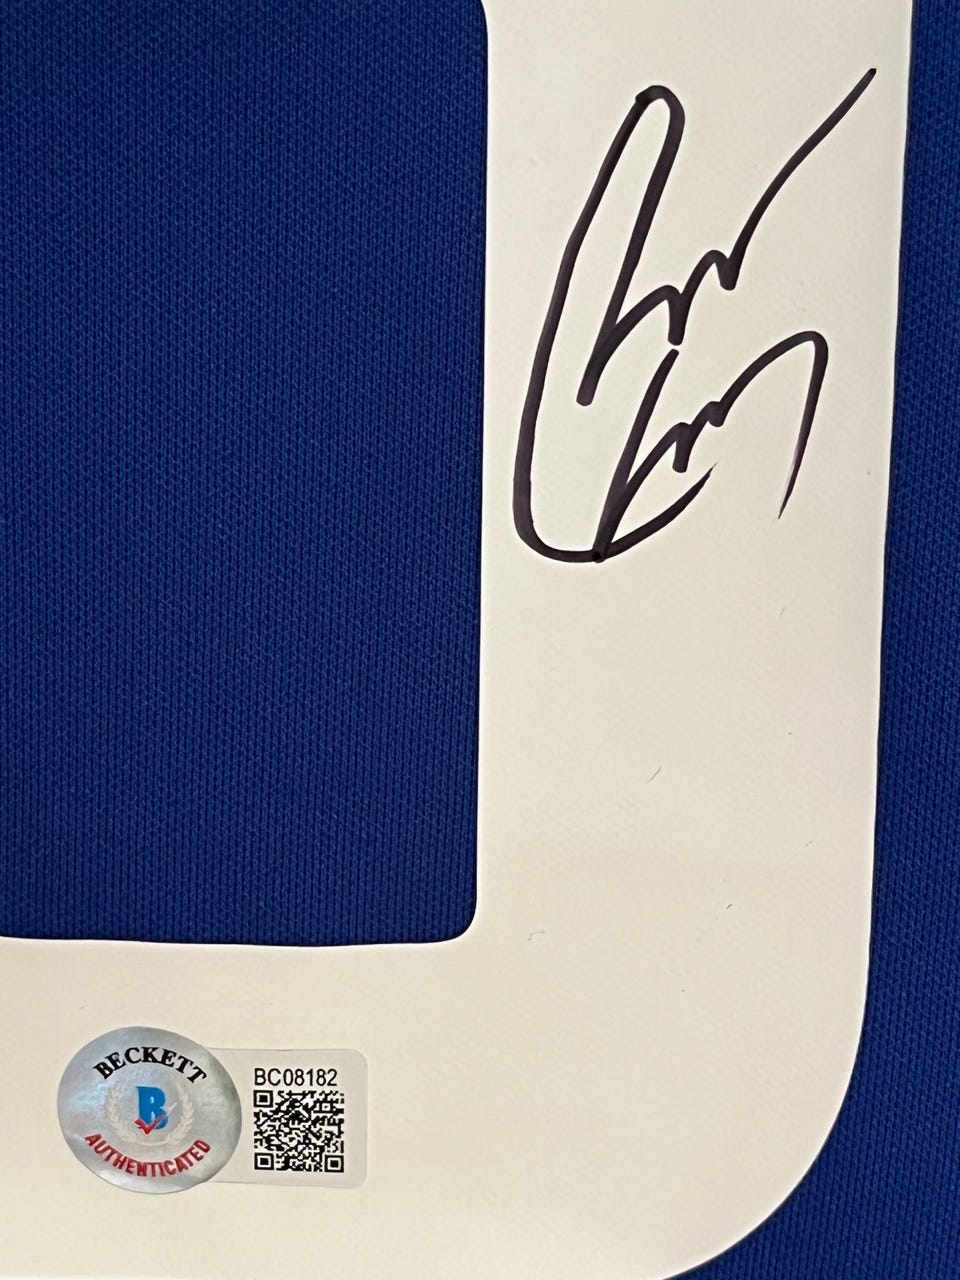 BECKETT
B
AUTHENTICATED
BC08182